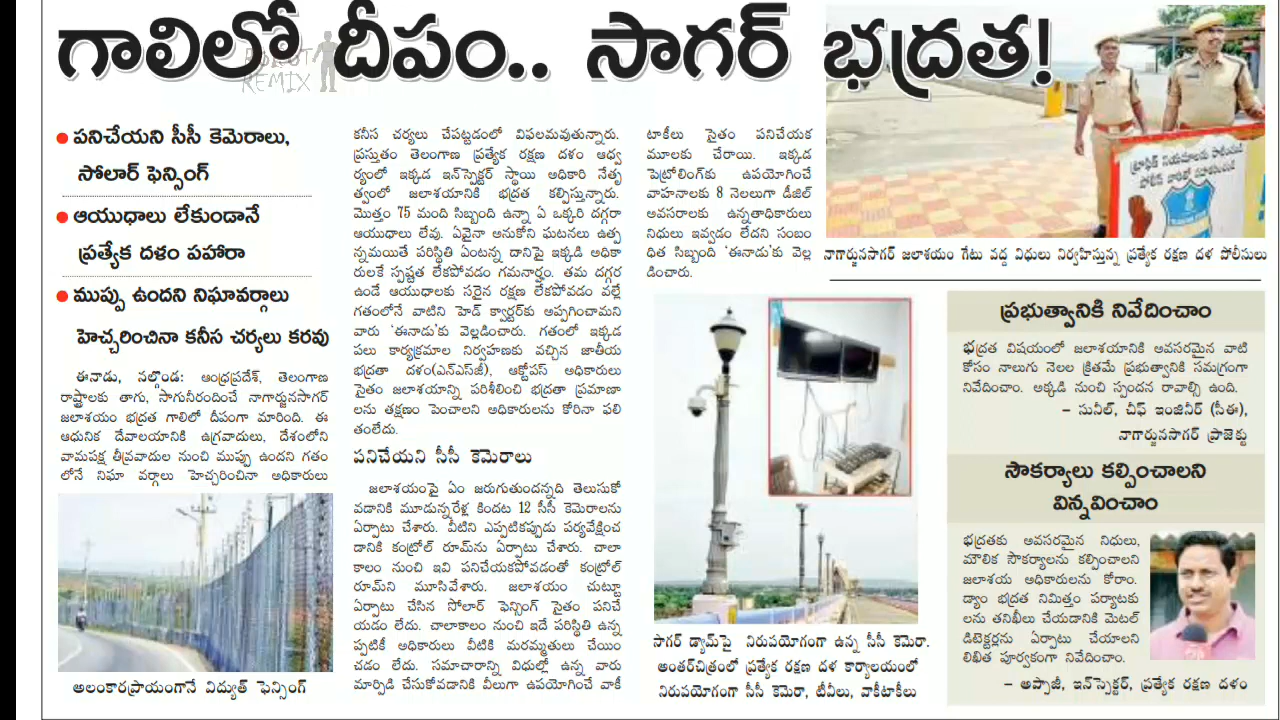 గాలిలో దీపం.. సాగర్ భద్రత!
ROBOT
REMIX
● పనిచేయని సీసీ కెమెరాలు,
సోలార్ ఫెన్సింగ్
● ఆయుధాలు లేకుండానే
ప్రత్యేక దళం పహారా
● ముప్పు ఉందని నిఘావర్గాలు
హెచ్చరించినా కనీస చర్యలు కరవు
ఈనాడు, నల్గొండ: ఆంధ్రప్రదేశ్, తెలంగాణ
రాష్ట్రాలకు తాగు, సాగునీరందించే నాగార్జునసాగర్
జలాశయం భద్రత గాలిలో దీపంగా మారింది. ఈ
ఆధునిక దేవాలయానికి ఉగ్రవాదులు, దేశంలోని
వామపక్ష తీవ్రవాదుల నుంచి ముప్పు ఉందని గతం
లోనే నిఘా వర్గాలు హెచ్చరించినా అధికారులు
అలంకారప్రాయంగానే విద్యుత్ ఫెన్సింగ్
కనీస చర్యలు చేపట్టడంలో విఫలమవుతున్నారు.
ప్రస్తుతం తెలంగాణ ప్రత్యేక రక్షణ దళం ఆధ్వ
ర్యంలో ఇక్కడ ఇన్‌స్పెక్టర్ స్థాయి అధికారి నేతృ
త్వంలో జలాశయానికి భద్రత కల్పిస్తున్నారు.
మొత్తం 75 మంది సిబ్బంది ఉన్నా ఏ ఒక్కరి దగ్గరా
ఆయుధాలు లేవు. ఏవైనా అనుకోని ఘటనలు ఉత్ప
న్నమయితే పరిస్థితి ఏంటన్న దానిపై ఇక్కడి అధికా
రులకే స్పష్టత లేకపోవడం గమనార్హం. తమ దగ్గర
ఉండే ఆయుధాలకు సరైన రక్షణ లేకపోవడం వల్లే
గతంలోనే వాటిని హెడ్ క్వార్టర్‌కు అప్పగించామని
వారు ‘ఈనాడు’కు వెల్లడించారు. గతంలో ఇక్కడ
పలు కార్యక్రమాల నిర్వహణకు వచ్చిన జాతీయ
భద్రతా దళం(ఎన్ఎస్‌జీ), ఆక్టోపస్ అధికారులు
సైతం జలాశయాన్ని పరిశీలించి భద్రతా ప్రమాణా
లను తక్షణం పెంచాలని అధికారులను కోరినా ఫలి
తంలేదు.
పనిచేయని సీసీ కెమెరాలు
జలాశయంపై ఏం జరుగుతుందన్నది తెలుసుకో
వడానికి మూడున్నరేళ్ల కిందట 12 సీసీ కెమెరాలను
ఏర్పాటు చేశారు. వీటిని ఎప్పటికప్పుడు పర్యవేక్షించ
డానికి కంట్రోల్ రూమ్‌ను ఏర్పాటు చేశారు. చాలా
కాలం నుంచి ఇవి పనిచేయకపోవడంతో కంట్రోల్
రూమ్‌ని మూసివేశారు. జలాశయం చుట్టూ
ఏర్పాటు చేసిన సోలార్ ఫెన్సింగ్ సైతం పనిచే
యడం లేదు. చాలాకాలం నుంచి ఇదే పరిస్థితి ఉన్న
ప్పటికీ అధికారులు వీటికి మరమ్మతులు చేయిం
చడం లేదు. సమాచారాన్ని విధుల్లో ఉన్న వారు
మార్పిడి చేసుకోవడానికి వీలుగా ఉపయోగించే వాకీ
టాకీలు సైతం పనిచేయక
మూలకు చేరాయి. ఇక్కడ
పెట్రోలింగ్‌కు ఉపయోగించే
వాహనాలకు 8 నెలలుగా డీజిల్
అవసరాలకు ఉన్నతాధికారులు
నిధులు ఇవ్వడం లేదని సంబం
ధిత సిబ్బంది ‘ఈనాడు’కు వెల్ల
డించారు.
సాగర్ డ్యామ్‌పై నిరుపయోగంగా ఉన్న సీసీ కెమెరా.
అంతర్‌చిత్రంలో ప్రత్యేక రక్షణ దళ కార్యాలయంలో
నిరుపయోగంగా సీసీ కెమెరా, టీవీలు, వాకీటాకీలు
ట్రాఫిక్ నియమాలను పాటించండి
నాగార్జునసాగర్ జలాశయం గేటు వద్ద విధులు నిర్వహిస్తున్న ప్రత్యేక రక్షణ దళ పోలీసులు
ప్రభుత్వానికి నివేదించాం
భద్రత విషయంలో జలాశయానికి అవసరమైన వాటి
కోసం నాలుగు నెలల క్రితమే ప్రభుత్వానికి సమగ్రంగా
నివేదించాం. అక్కడి నుంచి స్పందన రావాల్సి ఉంది.
– సునీల్, చీఫ్ ఇంజినీర్ (సీఈ),
నాగార్జునసాగర్ ప్రాజెక్టు
సౌకర్యాలు కల్పించాలని
విన్నవించాం
భద్రతకు అవసరమైన నిధులు,
మౌలిక సౌకర్యాలను కల్పించాలని
జలాశయ అధికారులను కోరాం.
డ్యాం భద్రత నిమిత్తం పర్యాటకు
లను తనిఖీలు చేయడానికి మెటల్
డిటెక్టర్లను ఏర్పాటు చేయాలని
లిఖిత పూర్వకంగా నివేదించాం.
– అప్పాజీ, ఇన్‌స్పెక్టర్, ప్రత్యేక రక్షణ దళం